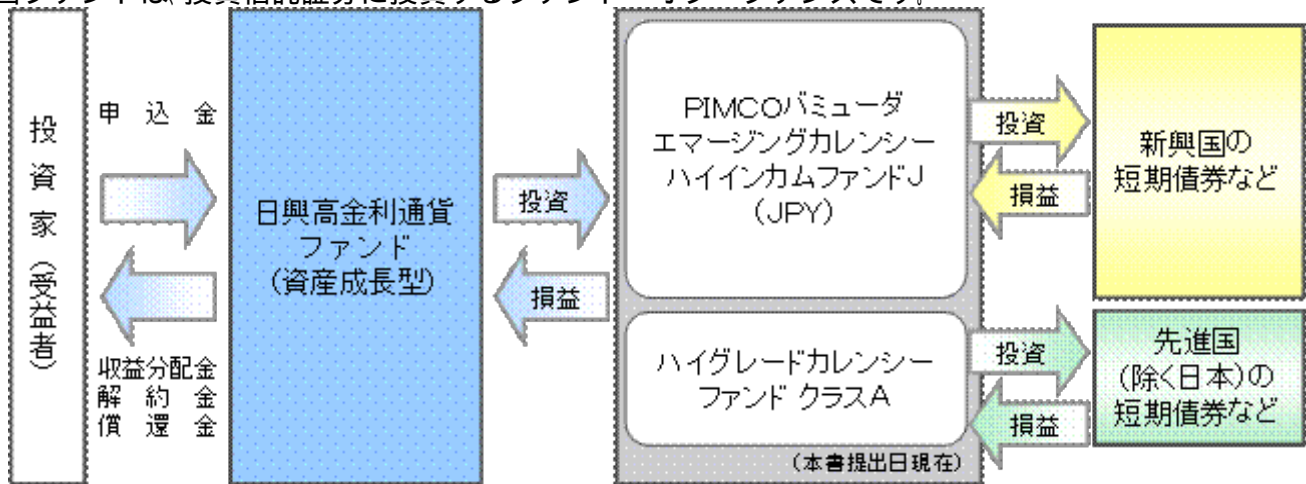 当ファンドは、投資信託証券に投資するファンド・オブ・ファンズです。
投資家(受益者)
申込金
収益分配金
解約金
償還金
日興高金利通貨
ファンド
(資産成長型)
投資
損益
PIMCOバミューダ
エマージングカレンシー
ハイインカムファンドJ
(JPY)
ハイグレードカレンシー
ファンド クラスA
(本書提出日現在)
投資
損益
新興国の
短期債券など
投資
損益
先進国
(除く日本)の
短期債券など